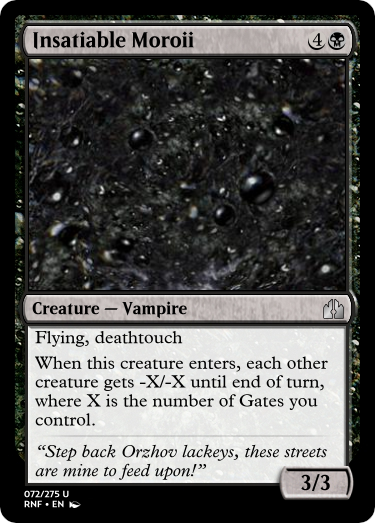 Insatiable Moroii 4
Creature — Vampire
Flying, deathtouch
When this creature enters, each other
creature gets -X/-X until end of turn,
where X is the number of Gates you
control.
“Step back Orzhov lackeys, these streets
are mine to feed upon!”
3/3
072/275 U
RNF • EN